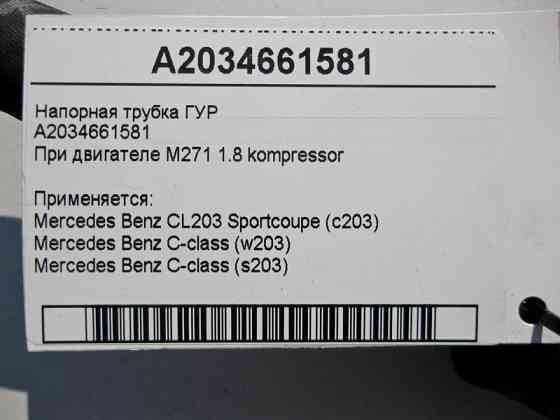 A2034661581
Напорная трубка ГУР
A2034661581
При двигателе M271 1.8 kompressor
Применяется:
Mercedes Benz CL203 Sportcoupe (c203)
Mercedes Benz C-class (w203)
Mercedes Benz C-class (s203)